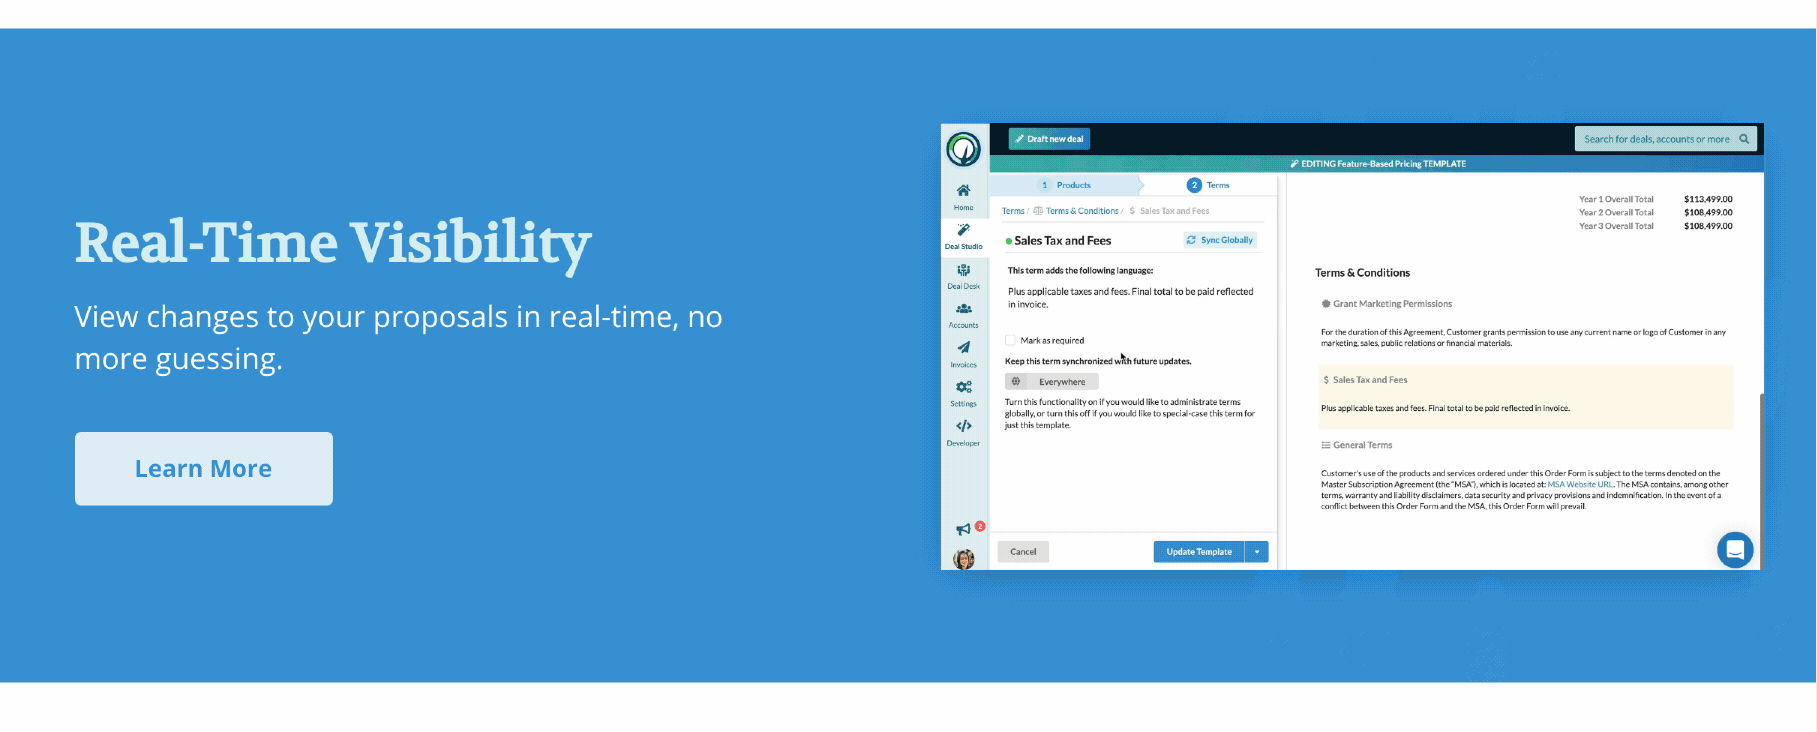 Real-Time Visibility
View changes to your proposals in real-time, no
more guessing.
Learn More
Draft new deal
Search for deals, accounts or more
EDITING Feature-Based Pricing TEMPLATE
Home
Deal Studio
Deal Desk
Accounts
Invoices
Settings
Developer
2
1 Products
2 Terms
Terms / Terms & Conditions / $ Sales Tax and Fees
Sales Tax and Fees
Sync Globally
This term adds the following language:
Plus applicable taxes and fees. Final total to be paid reflected
in invoice.
Mark as required
Keep this term synchronized with future updates.
Everywhere
Turn this functionality on if you would like to administrate terms
globally, or turn this off if you would like to special-case this term for
just this template.
Cancel
Update Template
Year 1 Overall Total $113,499.00
Year 2 Overall Total $108,499.00
Year 3 Overall Total $108,499.00
Terms & Conditions
Grant Marketing Permissions
For the duration of this Agreement, Customer grants permission to use any current name or logo of Customer in any
marketing, sales, public relations or financial materials.
$ Sales Tax and Fees
Plus applicable taxes and fees. Final total to be paid reflected in invoice.
General Terms
Customer's use of the products and services ordered under this Order Form is subject to the terms denoted on the
Master Subscription Agreement (the "MSA"), which is located at: MSA Website URL. The MSA contains, among other
terms, warranty and liability disclaimers, data security and privacy provisions and indemnification. In the event of a
conflict between this Order Form and the MSA, this Order Form will prevail.